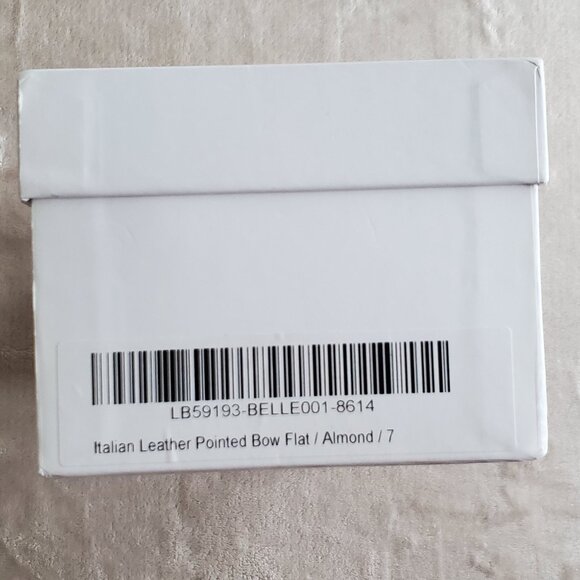 LB59193-BELLE001-8614
Italian Leather Pointed Bow Flat / Almond / 7